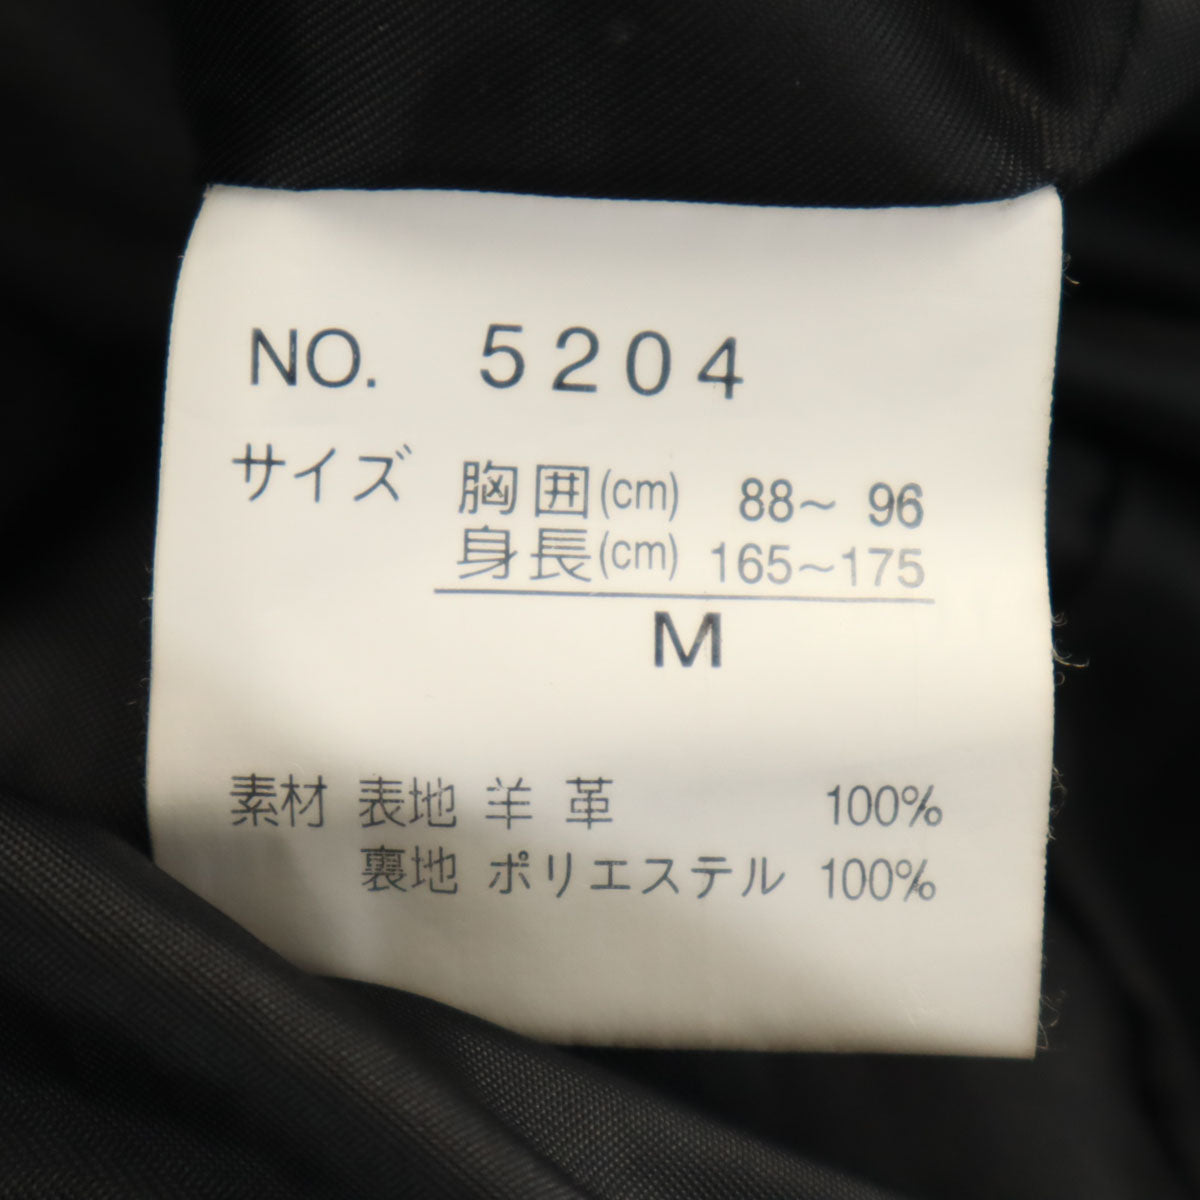 NO. 5204
サイズ 胸囲(cm) 88～ 96
身長(cm) 165～175
M
素材 表地 羊革 100%
裏地 ポリエステル 100%